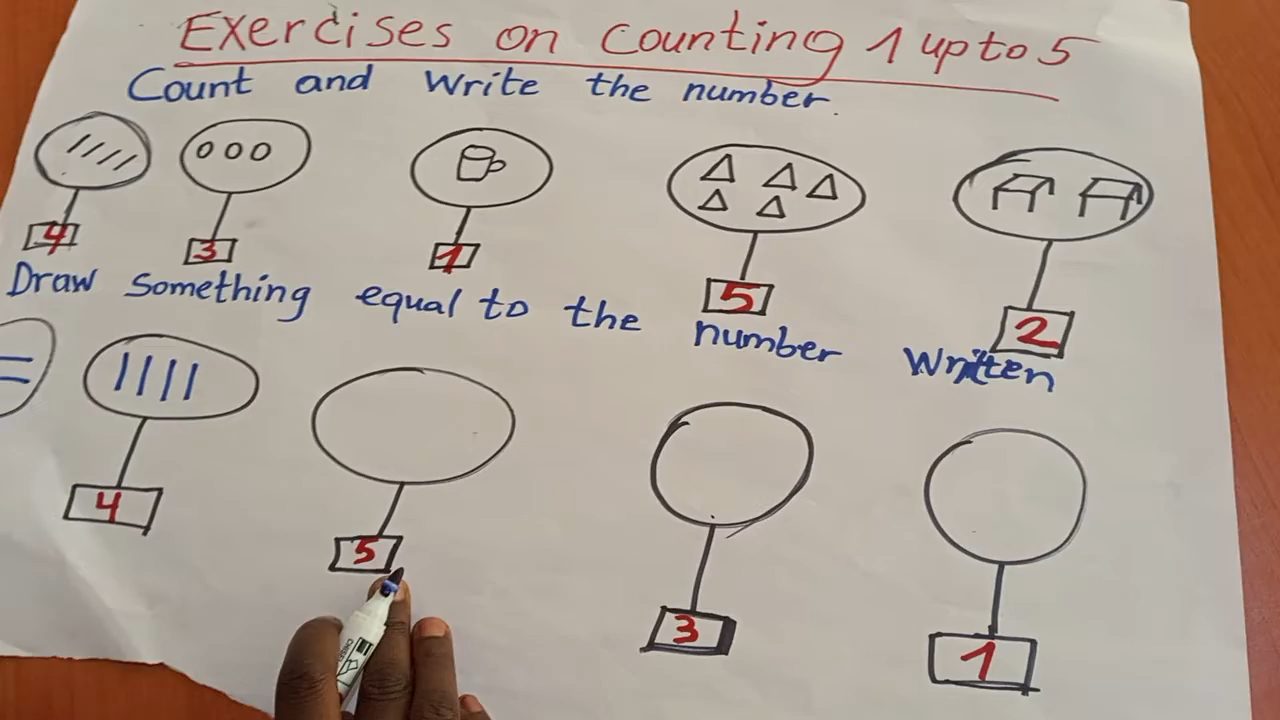 Exercises on Counting 1 up to 5
Count and Write the number.
4 3 1 5 2
Draw Something equal to the number Written
4 5 3 1